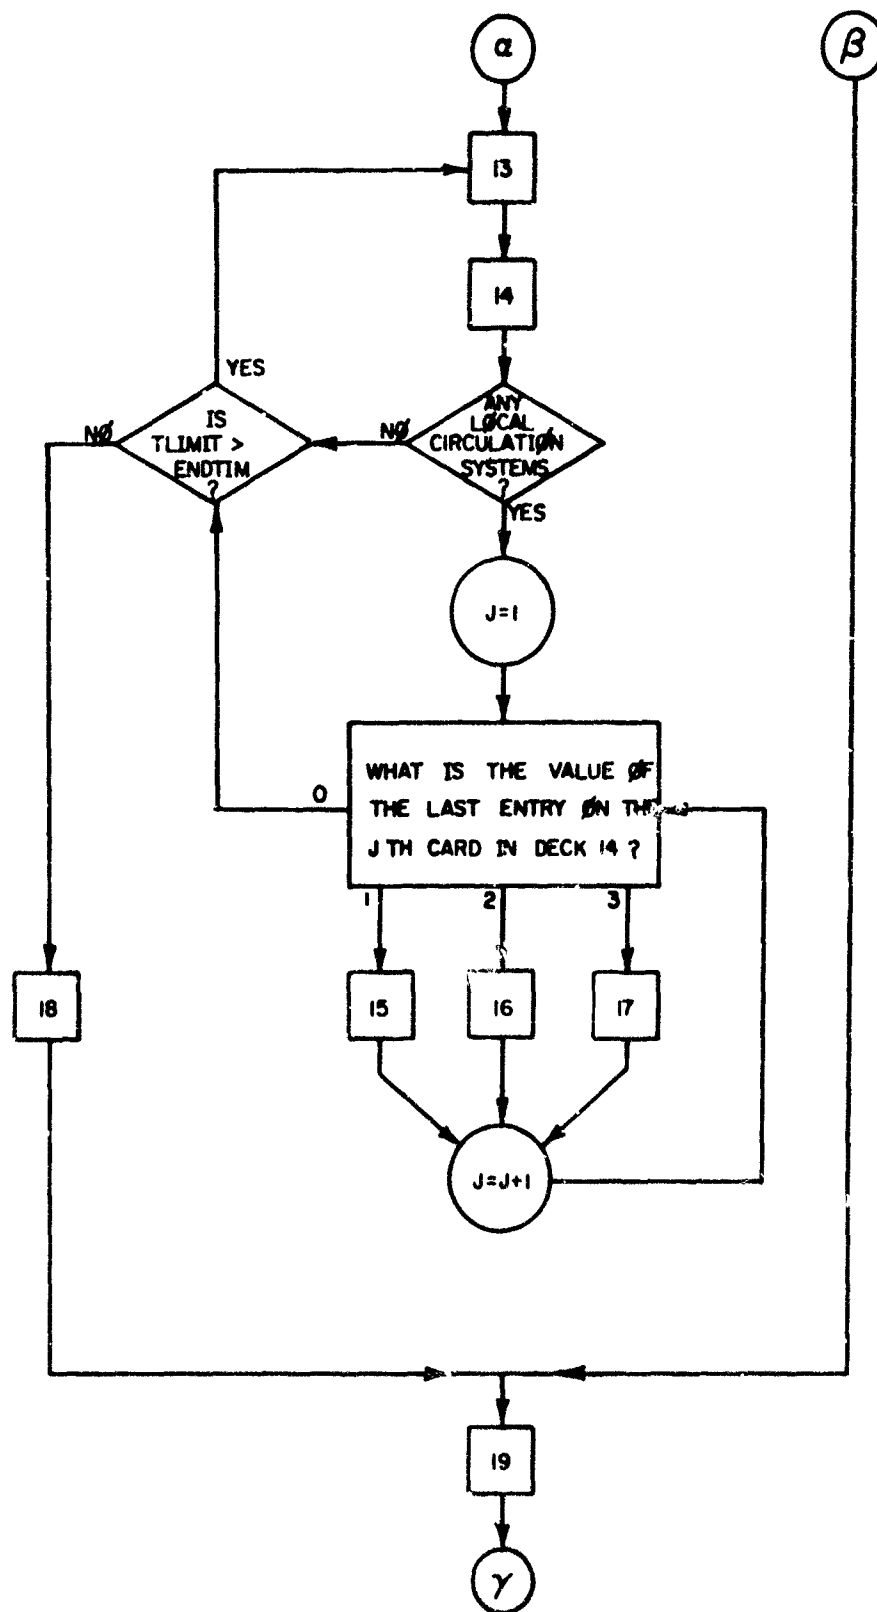 α
β
13
14
YES
IS
TLIMIT >
ENDTIM
?
NØ
ANY
LØCAL
CIRCULATIØN
SYSTEMS
?
NØ
YES
J=1
WHAT IS THE VALUE ØF
THE LAST ENTRY ØN THE
J TH CARD IN DECK 14 ?
0
1
2
3
18
15
16
17
J=J+1
19
γ